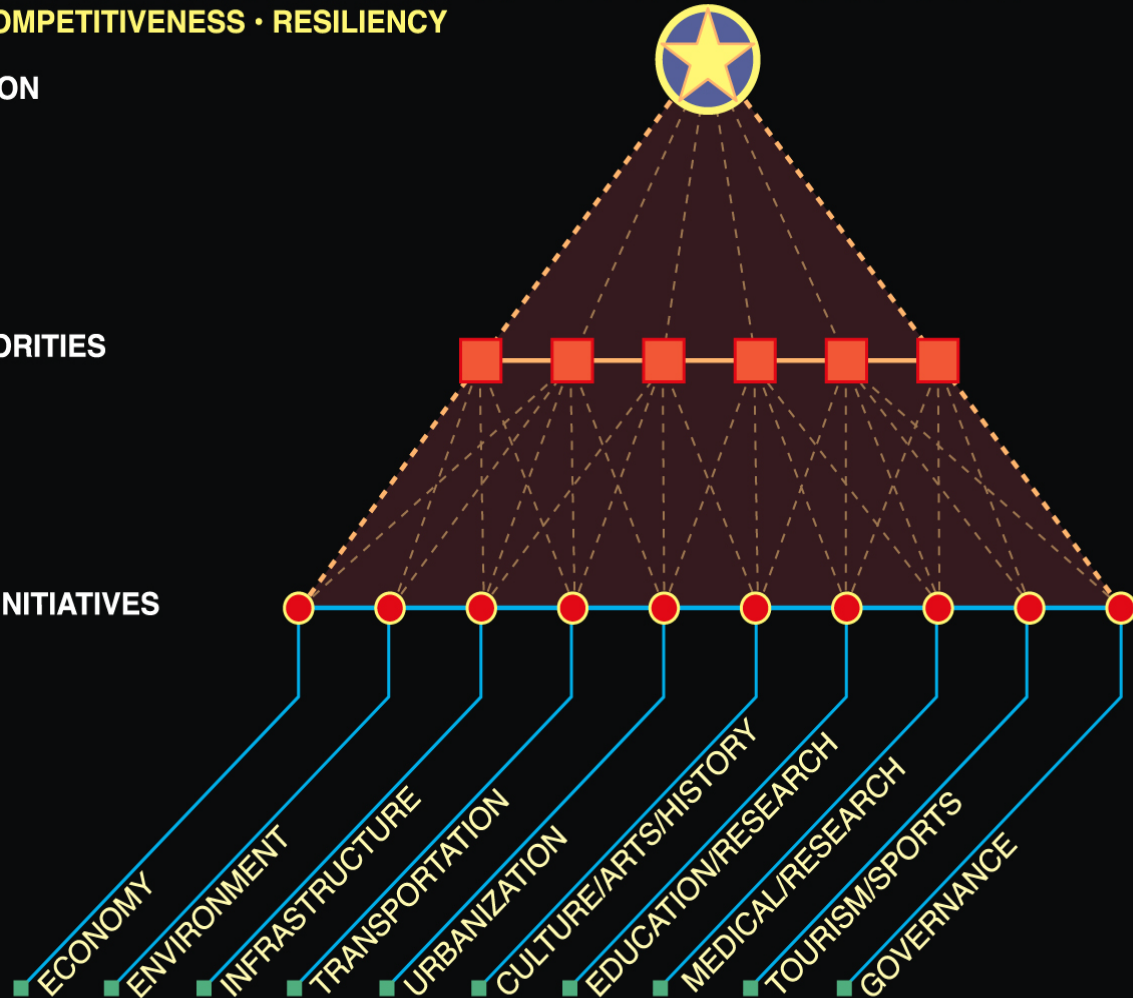 OMPETITIVENESS • RESILIENCY
ON
ORITIES
NITIATIVES
ECONOMY
ENVIRONMENT
INFRASTRUCTURE
TRANSPORTATION
URBANIZATION
CULTURE/ARTS/HISTORY
EDUCATION/RESEARCH
MEDICAL/RESEARCH
TOURISM/SPORTS
GOVERNANCE